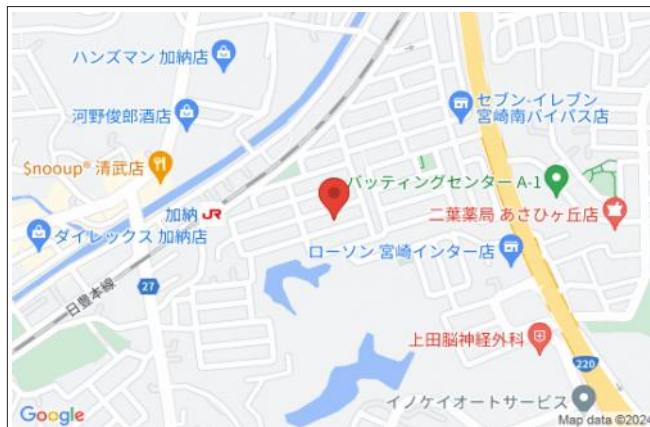 ハンズマン 加納店
河野俊郎酒店
$nooup® 清武店
加納 JR
ダイレックス 加納店
日豊本線
27
セブン-イレブン
宮崎南バイパス店
バッティングセンター A-1
二葉薬局 あさひヶ丘店
ローソン 宮崎インター店
上田脳神経外科
220
イノケイオートサービス
Google
Map data ©2024